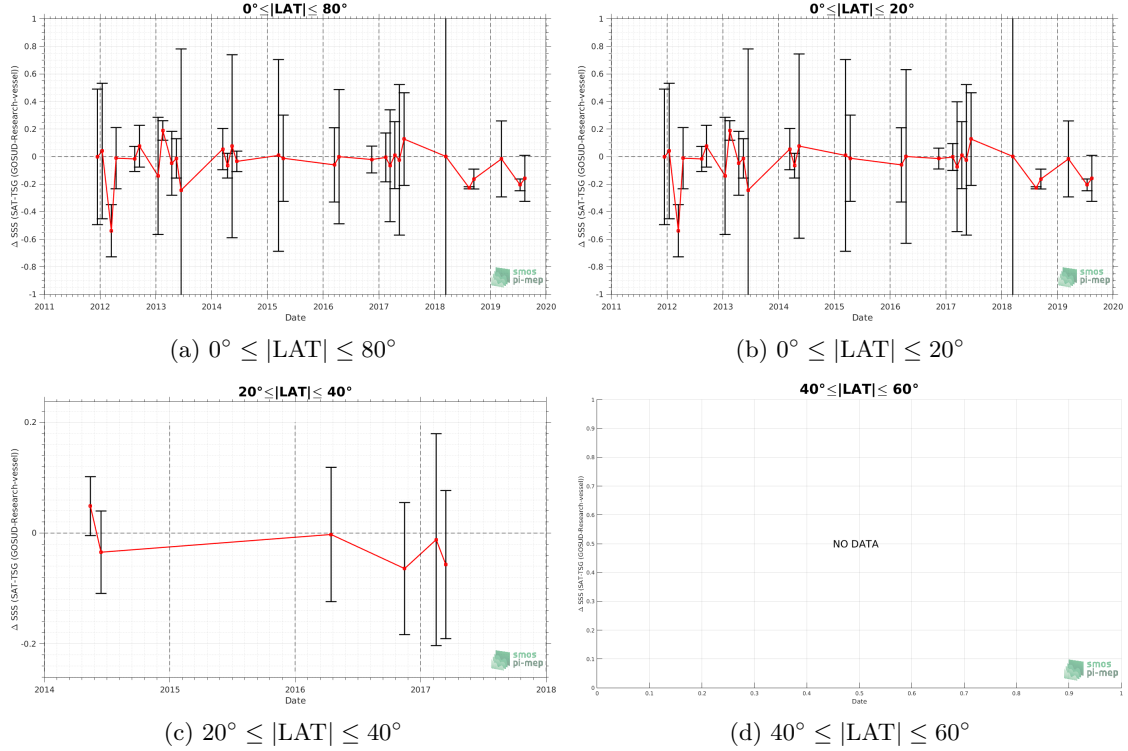 0°≤|LAT|≤ 80°
1
0.8
0.6
0.4
0.2
0
-0.2
-0.4
-0.6
-0.8
-1
Δ SSS (SAT-TSG (GOSUD-Research-vessel))
2011 2012 2013 2014 2015 2016 2017 2018 2019 2020
Date
smos
pi-mep
(a) 0° ≤ |LAT| ≤ 80°
0°≤|LAT|≤ 20°
1
0.8
0.6
0.4
0.2
0
-0.2
-0.4
-0.6
-0.8
-1
Δ SSS (SAT-TSG (GOSUD-Research-vessel))
2011 2012 2013 2014 2015 2016 2017 2018 2019 2020
Date
smos
pi-mep
(b) 0° ≤ |LAT| ≤ 20°
20°≤|LAT|≤ 40°
0.2
0
-0.2
Δ SSS (SAT-TSG (GOSUD-Research-vessel))
2014 2015 2016 2017 2018
Date
smos
pi-mep
(c) 20° ≤ |LAT| ≤ 40°
40°≤|LAT|≤ 60°
1
0.9
0.8
0.7
0.6
0.5
0.4
0.3
0.2
0.1
0
Δ SSS (SAT-TSG (GOSUD-Research-vessel))
NO DATA
0 0.1 0.2 0.3 0.4 0.5 0.6 0.7 0.8 0.9 1
Date
smos
pi-mep
(d) 40° ≤ |LAT| ≤ 60°